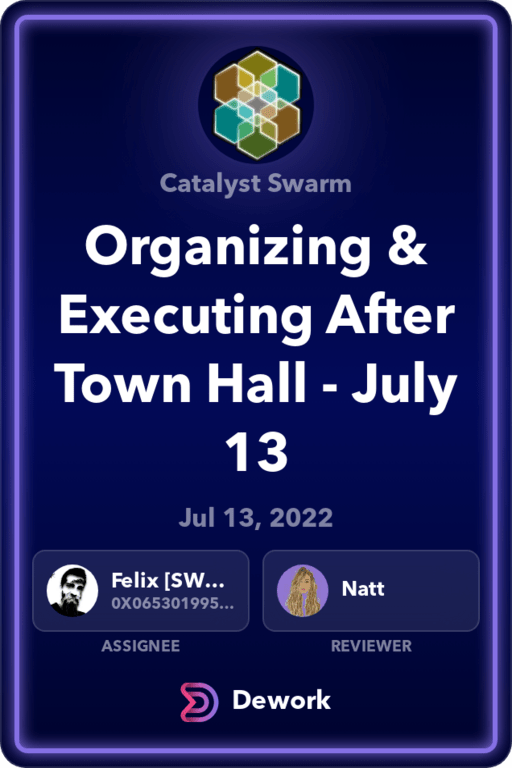 Catalyst Swarm
Organizing &
Executing After
Town Hall - July
13
Jul 13, 2022
Felix [SW...
0X065301995...
Natt
ASSIGNEE
REVIEWER
Dework